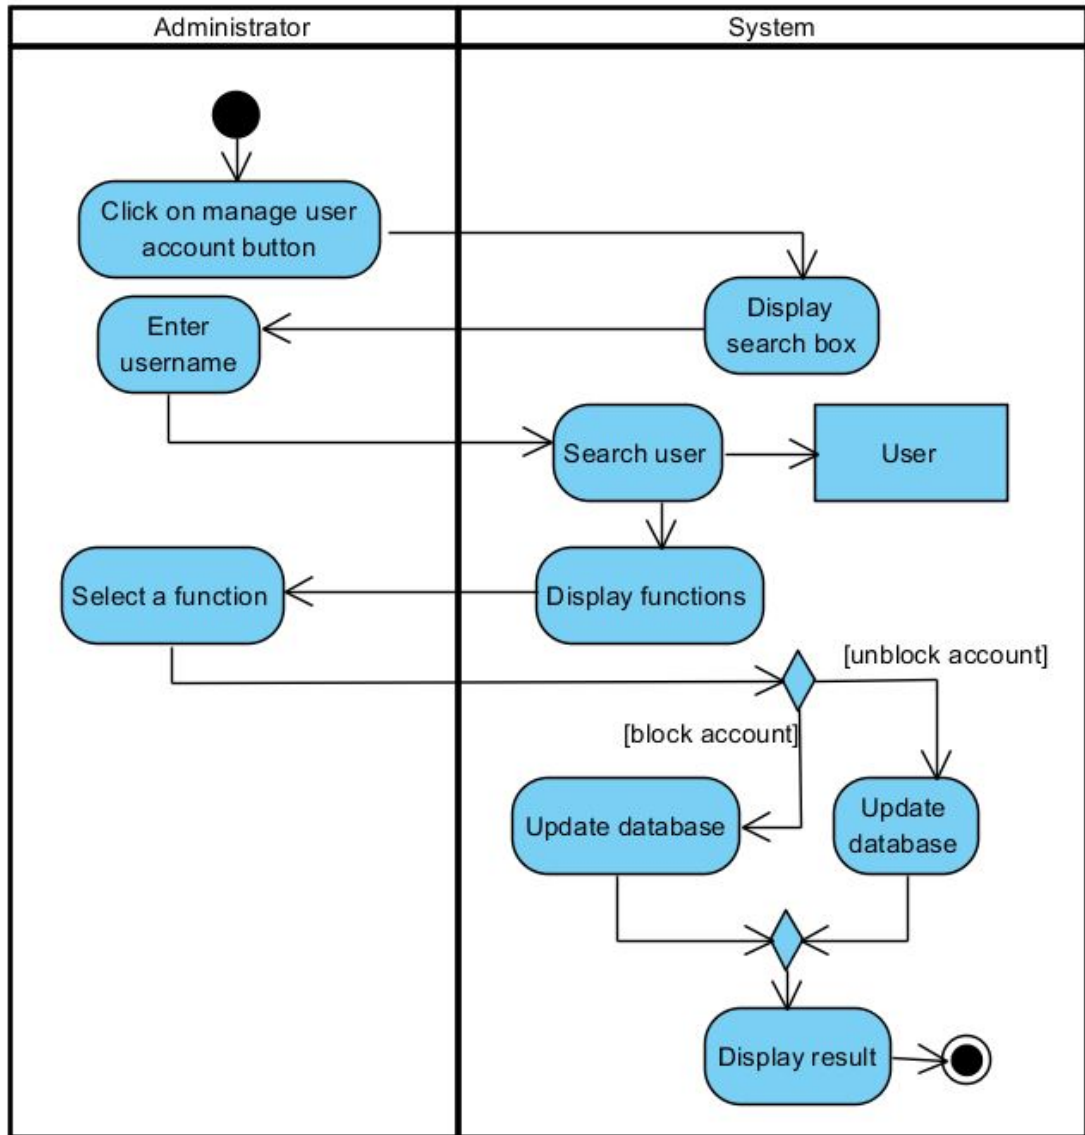 Administrator
System
Click on manage user
account button
Display
search box
Enter
username
Search user
User
Select a function
Display functions
[unblock account]
[block account]
Update database
Update
database
Display result